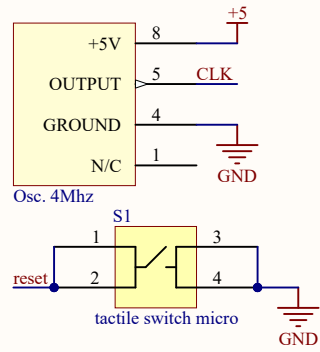 +5
+5V 8
OUTPUT 5 CLK
GROUND 4
N/C 1
GND
Osc. 4Mhz
S1
1 3
reset 2 4
tactile switch micro
GND